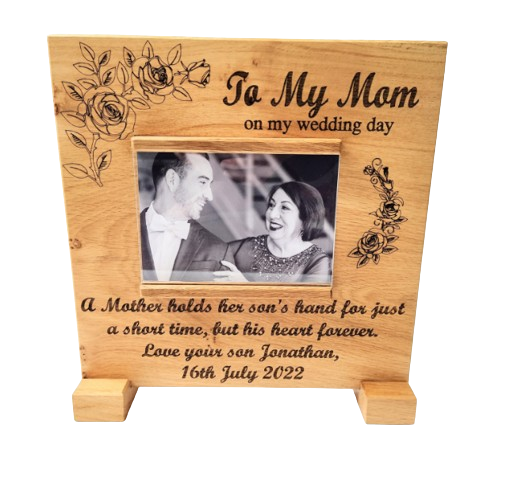 To My Mom
on my wedding day
A Mother holds her son's hand for just
a short time, but his heart forever.
Love your son Jonathan,
16th July 2022